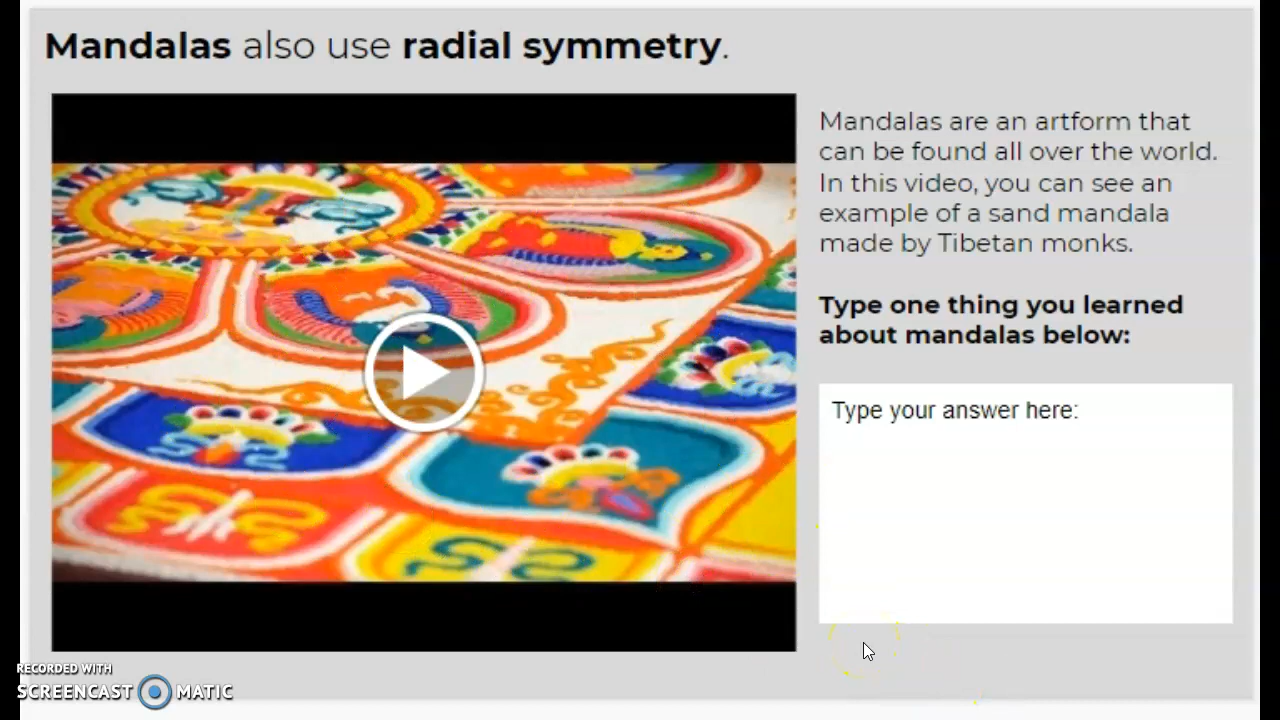 Mandalas also use radial symmetry.
Mandalas are an artform that
can be found all over the world.
In this video, you can see an
example of a sand mandala
made by Tibetan monks.
Type one thing you learned
about mandalas below:
Type your answer here:
RECORDED WITH
SCREENCAST MATIC